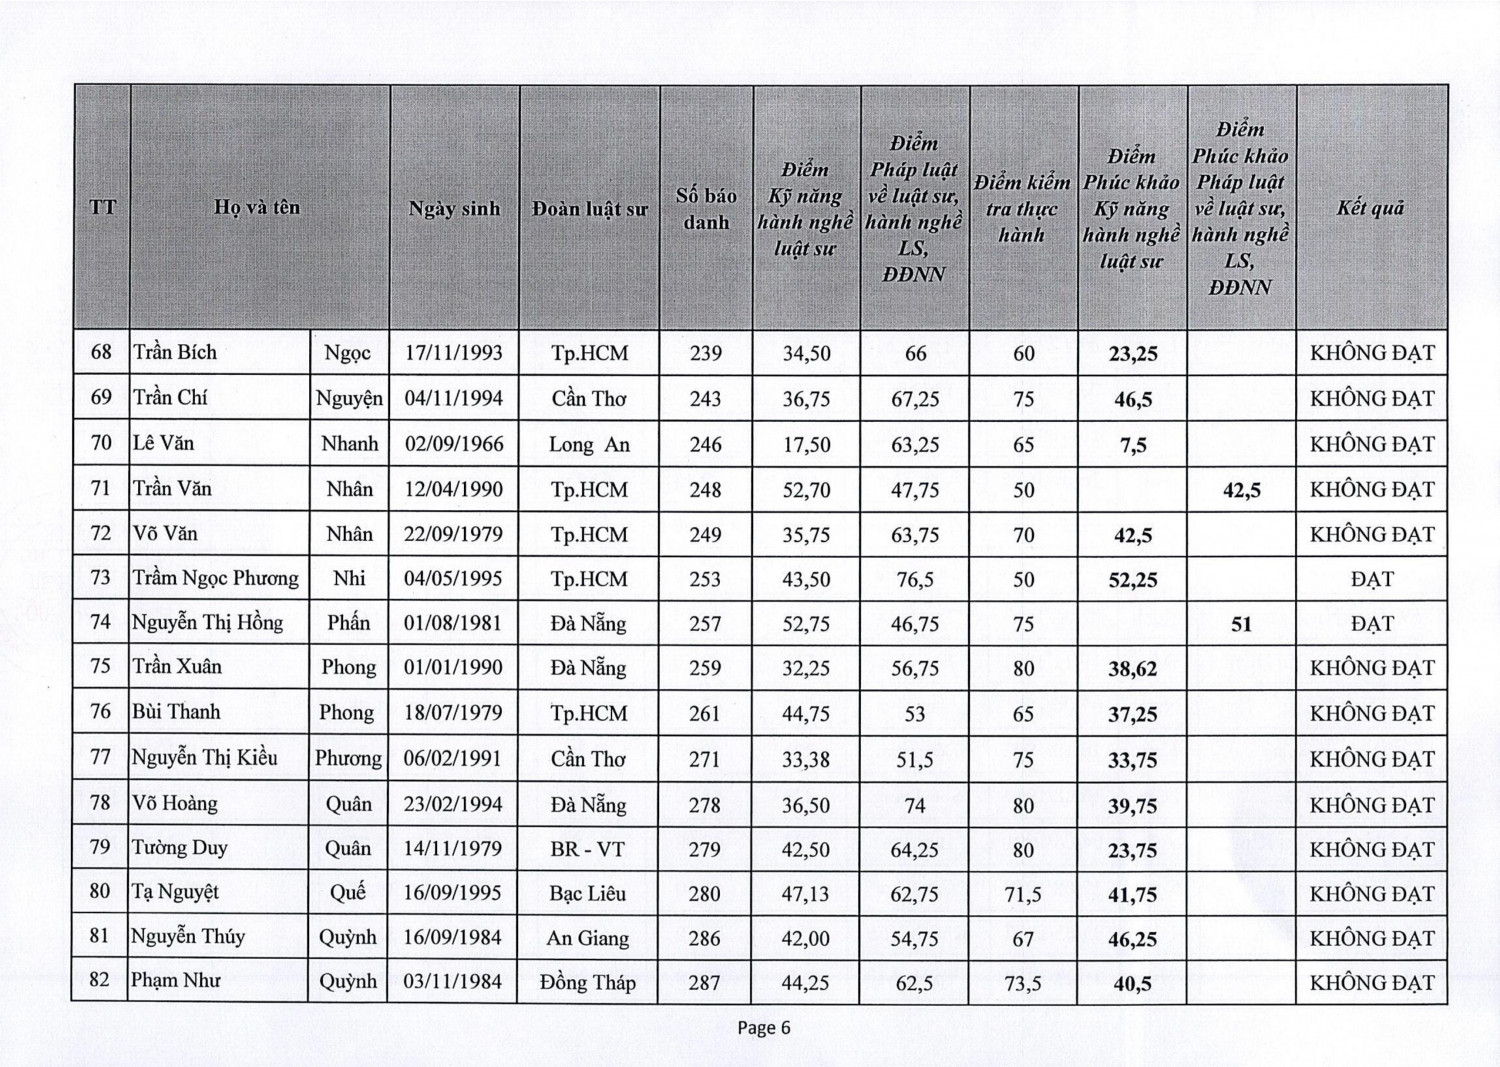 TT Họ và tên Ngày sinh Đoàn luật sư Số báo danh Điểm Kỹ năng hành nghề luật sư Điểm Pháp luật về luật sư, hành nghề LS, ĐĐNN Điểm kiểm tra thực hành Điểm Phúc khảo Kỹ năng hành nghề luật sư Điểm Phúc khảo Pháp luật về luật sư, hành nghề LS, ĐĐNN Kết quả
68 Trần Bích Ngọc 17/11/1993 Tp.HCM 239 34,50 66 60 23,25 KHÔNG ĐẠT
69 Trần Chí Nguyện 04/11/1994 Cần Thơ 243 36,75 67,25 75 46,5 KHÔNG ĐẠT
70 Lê Văn Nhanh 02/09/1966 Long An 246 17,50 63,25 65 7,5 KHÔNG ĐẠT
71 Trần Văn Nhân 12/04/1990 Tp.HCM 248 52,70 47,75 50 42,5 KHÔNG ĐẠT
72 Võ Văn Nhân 22/09/1979 Tp.HCM 249 35,75 63,75 70 42,5 KHÔNG ĐẠT
73 Trầm Ngọc Phương Nhi 04/05/1995 Tp.HCM 253 43,50 76,5 50 52,25 ĐẠT
74 Nguyễn Thị Hồng Phấn 01/08/1981 Đà Nẵng 257 52,75 46,75 75 51 ĐẠT
75 Trần Xuân Phong 01/01/1990 Đà Nẵng 259 32,25 56,75 80 38,62 KHÔNG ĐẠT
76 Bùi Thanh Phong 18/07/1979 Tp.HCM 261 44,75 53 65 37,25 KHÔNG ĐẠT
77 Nguyễn Thị Kiều Phương 06/02/1991 Cần Thơ 271 33,38 51,5 75 33,75 KHÔNG ĐẠT
78 Võ Hoàng Quân 23/02/1994 Đà Nẵng 278 36,50 74 80 39,75 KHÔNG ĐẠT
79 Tường Duy Quân 14/11/1979 BR - VT 279 42,50 64,25 80 23,75 KHÔNG ĐẠT
80 Tạ Nguyệt Quế 16/09/1995 Bạc Liêu 280 47,13 62,75 71,5 41,75 KHÔNG ĐẠT
81 Nguyễn Thúy Quỳnh 16/09/1984 An Giang 286 42,00 54,75 67 46,25 KHÔNG ĐẠT
82 Phạm Như Quỳnh 03/11/1984 Đồng Tháp 287 44,25 62,5 73,5 40,5 KHÔNG ĐẠT
Page 6